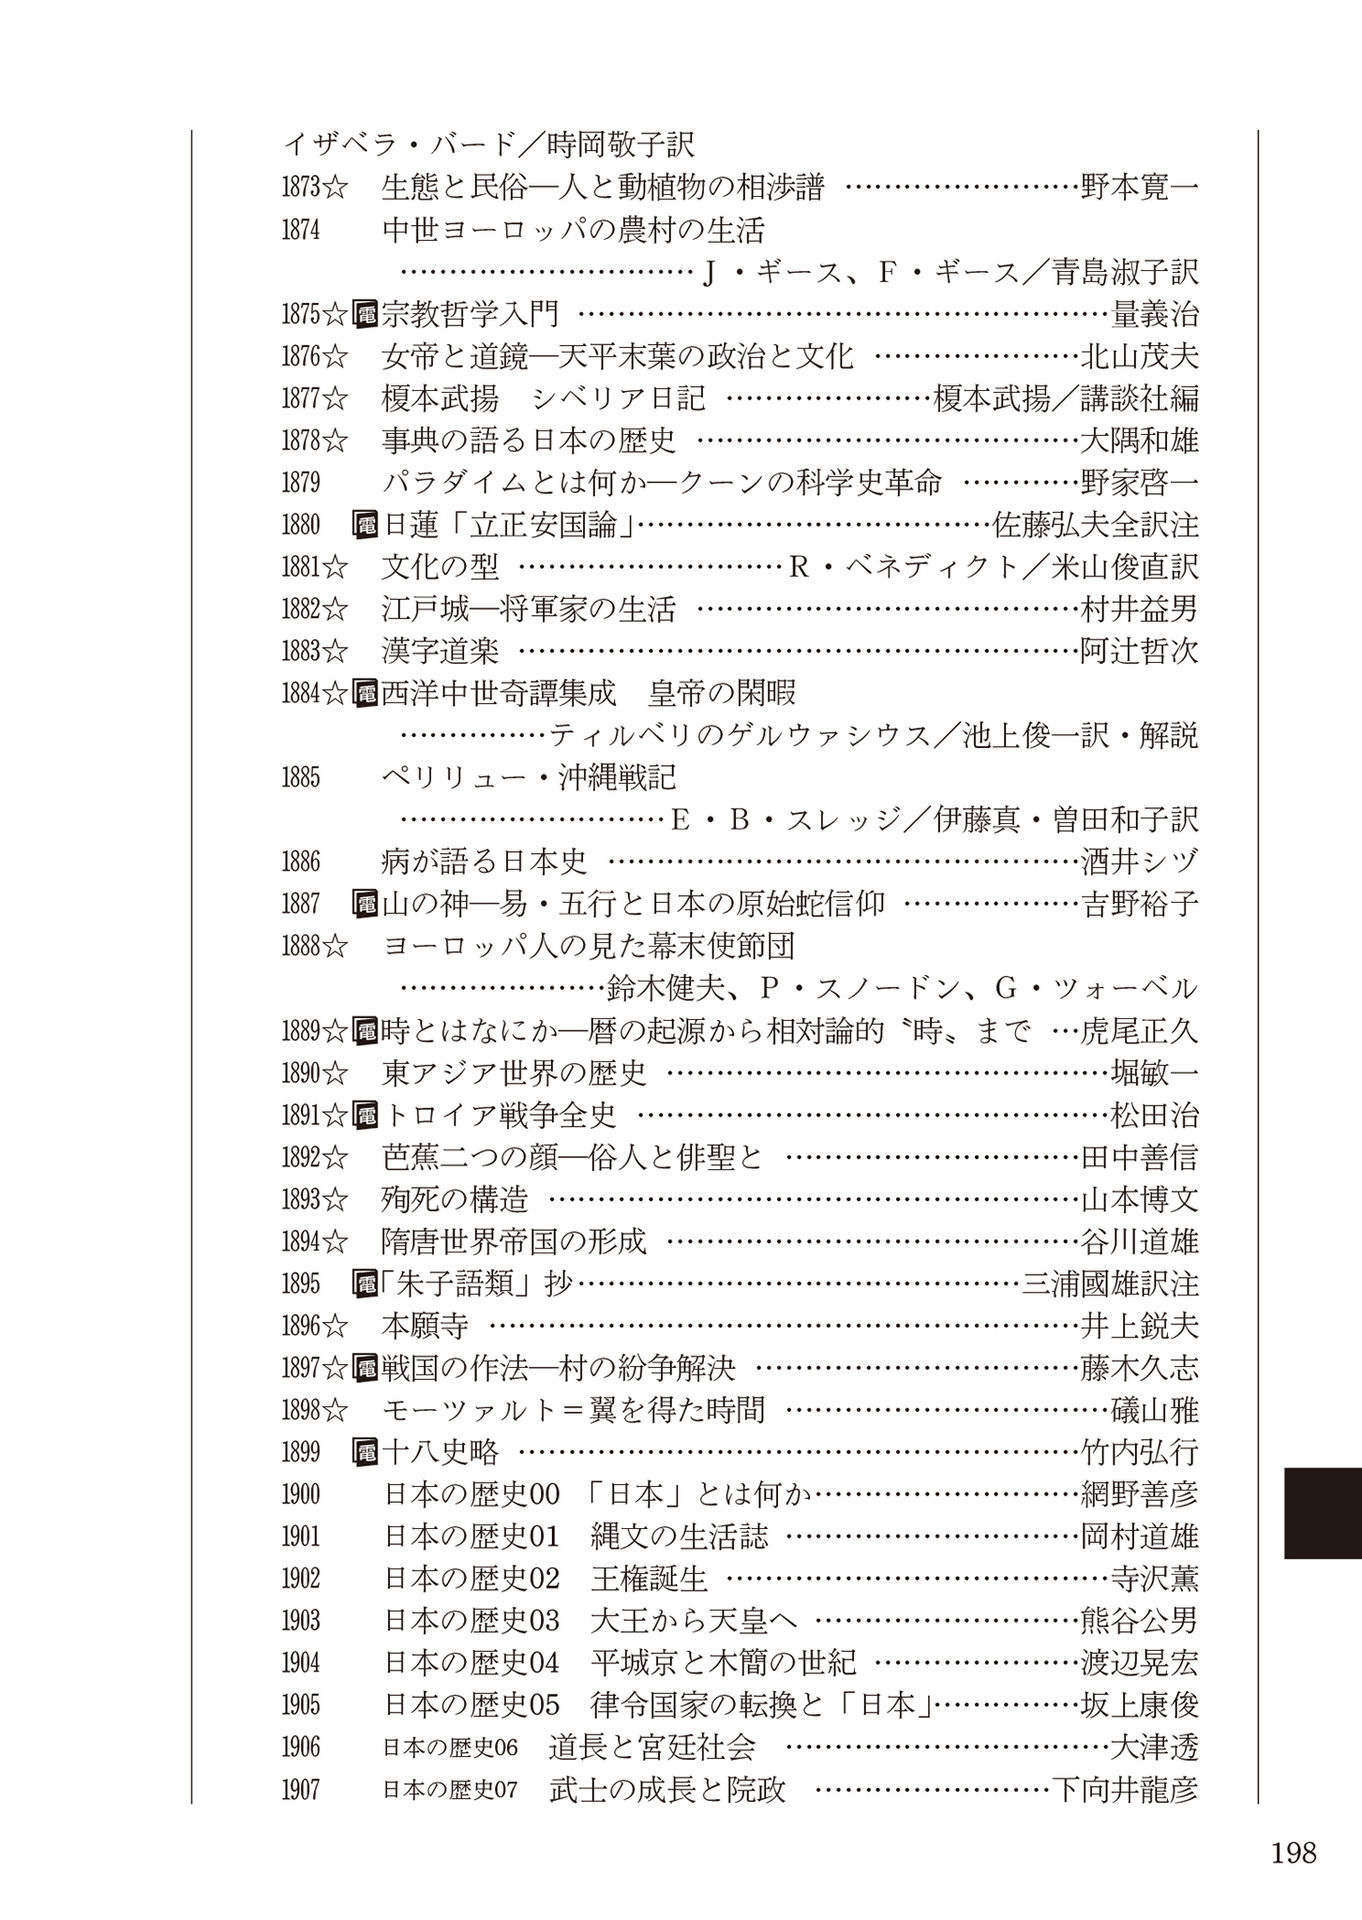 イザベラ・バード／時岡敬子訳
1873☆　生態と民俗―人と動植物の相渉譜 ……………………野本寛一
1874　中世ヨーロッパの農村の生活
…………………………Ｊ・ギース、Ｆ・ギース／青島淑子訳
1875☆電宗教哲学入門 ………………………………………………量義治
1876☆　女帝と道鏡―天平末葉の政治と文化 …………………北山茂夫
1877☆　榎本武揚　シベリア日記 …………………榎本武揚／講談社編
1878☆　事典の語る日本の歴史 …………………………………大隅和雄
1879　パラダイムとは何か―クーンの科学史革命 …………野家啓一
1880　電日蓮「立正安国論」………………………………佐藤弘夫全訳注
1881☆　文化の型 ………………………Ｒ・ベネディクト／米山俊直訳
1882☆　江戸城―将軍家の生活 …………………………………村井益男
1883☆　漢字道楽 …………………………………………………阿辻哲次
1884☆電西洋中世奇譚集成　皇帝の閑暇
……………ティルベリのゲルウァシウス／池上俊一訳・解説
1885　ペリリュー・沖縄戦記
………………………Ｅ・Ｂ・スレッジ／伊藤真・曽田和子訳
1886　病が語る日本史 …………………………………………酒井シヅ
1887　電山の神―易・五行と日本の原始蛇信仰 ………………吉野裕子
1888☆　ヨーロッパ人の見た幕末使節団
…………………鈴木健夫、Ｐ・スノードン、Ｇ・ツォーベル
1889☆電時とはなにか―暦の起源から相対論的〝時〟まで …虎尾正久
1890☆　東アジア世界の歴史 ………………………………………堀敏一
1891☆電トロイア戦争全史 …………………………………………松田治
1892☆　芭蕉二つの顔―俗人と俳聖と …………………………田中善信
1893☆　殉死の構造 ………………………………………………山本博文
1894☆　隋唐世界帝国の形成 ……………………………………谷川道雄
1895　電「朱子語類」抄………………………………………三浦國雄訳注
1896☆　本願寺 ……………………………………………………井上鋭夫
1897☆電戦国の作法―村の紛争解決 ……………………………藤木久志
1898☆　モーツァルト＝翼を得た時間 ……………………………礒山雅
1899　電十八史略 …………………………………………………竹内弘行
1900　日本の歴史00　「日本」とは何か………………………網野善彦
1901　日本の歴史01　縄文の生活誌 …………………………岡村道雄
1902　日本の歴史02　王権誕生 …………………………………寺沢薫
1903　日本の歴史03　大王から天皇へ ………………………熊谷公男
1904　日本の歴史04　平城京と木簡の世紀 …………………渡辺晃宏
1905　日本の歴史05　律令国家の転換と「日本」……………坂上康俊
1906　日本の歴史06　道長と宮廷社会 ……………………………大津透
1907　日本の歴史07　武士の成長と院政 ……………………下向井龍彦
198